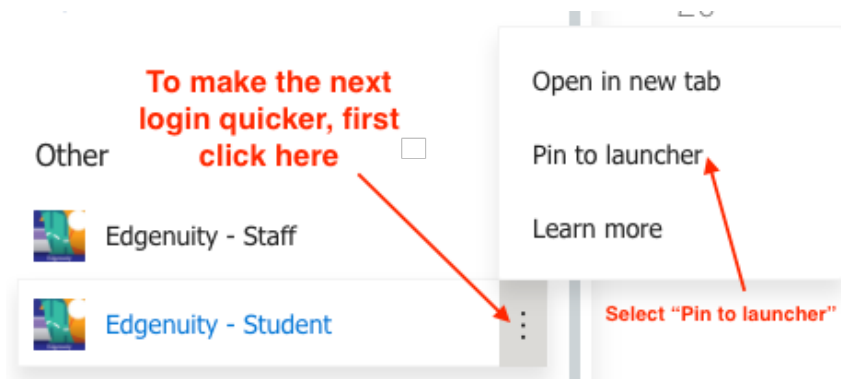 To make the next
login quicker, first
click here
Other
Edgenuity - Staff
Edgenuity - Student
Open in new tab
Pin to launcher
Learn more
Select “Pin to launcher”